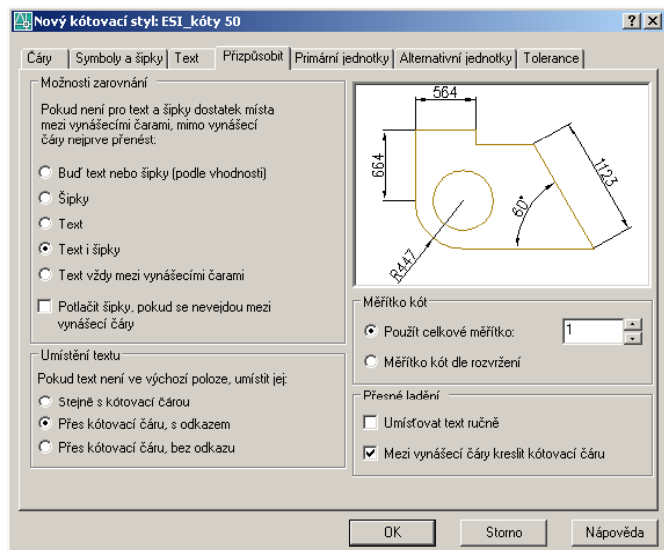 Nový kótovací styl: ESI_kóty 50
Čáry
Symboly a šipky
Text
Přizpůsobit
Primární jednotky
Alternativní jednotky
Tolerance
Možnosti zarovnání
Pokud není pro text a šipky dostatek místa
mezi vynášecími čarami, mimo vynášecí
čáry nejprve přenést:
Buď text nebo šipky (podle vhodnosti)
Šipky
Text
Text i šipky
Text vždy mezi vynášecími čarami
Potlačit šipky, pokud se nevejdou mezi
vynášecí čáry
Umístění textu
Pokud text není ve výchozí poloze, umístit jej:
Stejně s kótovací čárou
Přes kótovací čáru, s odkazem
Přes kótovací čáru, bez odkazu
564
664
1123
60°
R447
Měřítko kót
Použít celkové měřítko:
1
Měřítko kót dle rozvržení
Přesné ladění
Umísťovat text ručně
Mezi vynášecí čáry kreslit kótovací čáru
OK
Storno
Nápověda